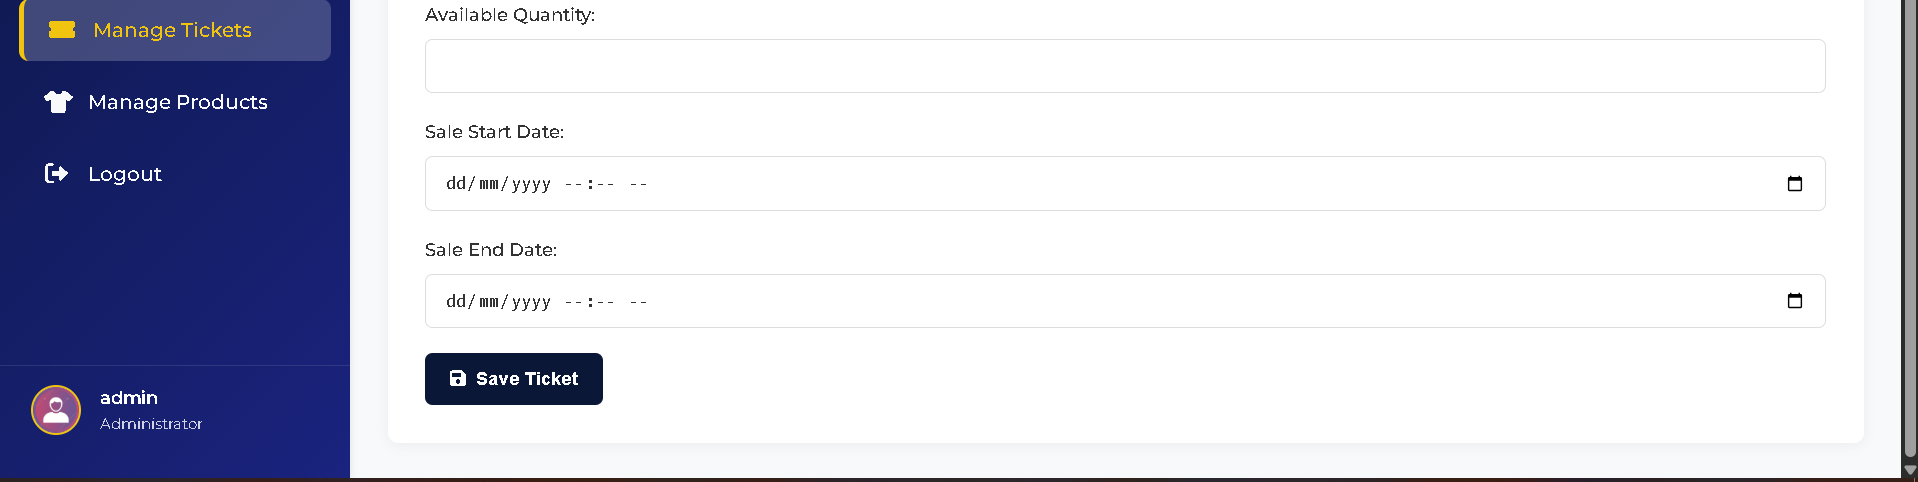 Manage Tickets
Manage Products
Logout
admin
Administrator
Available Quantity:
Sale Start Date:
dd/mm/yyyy --:-- --
Sale End Date:
dd/mm/yyyy --:-- --
Save Ticket